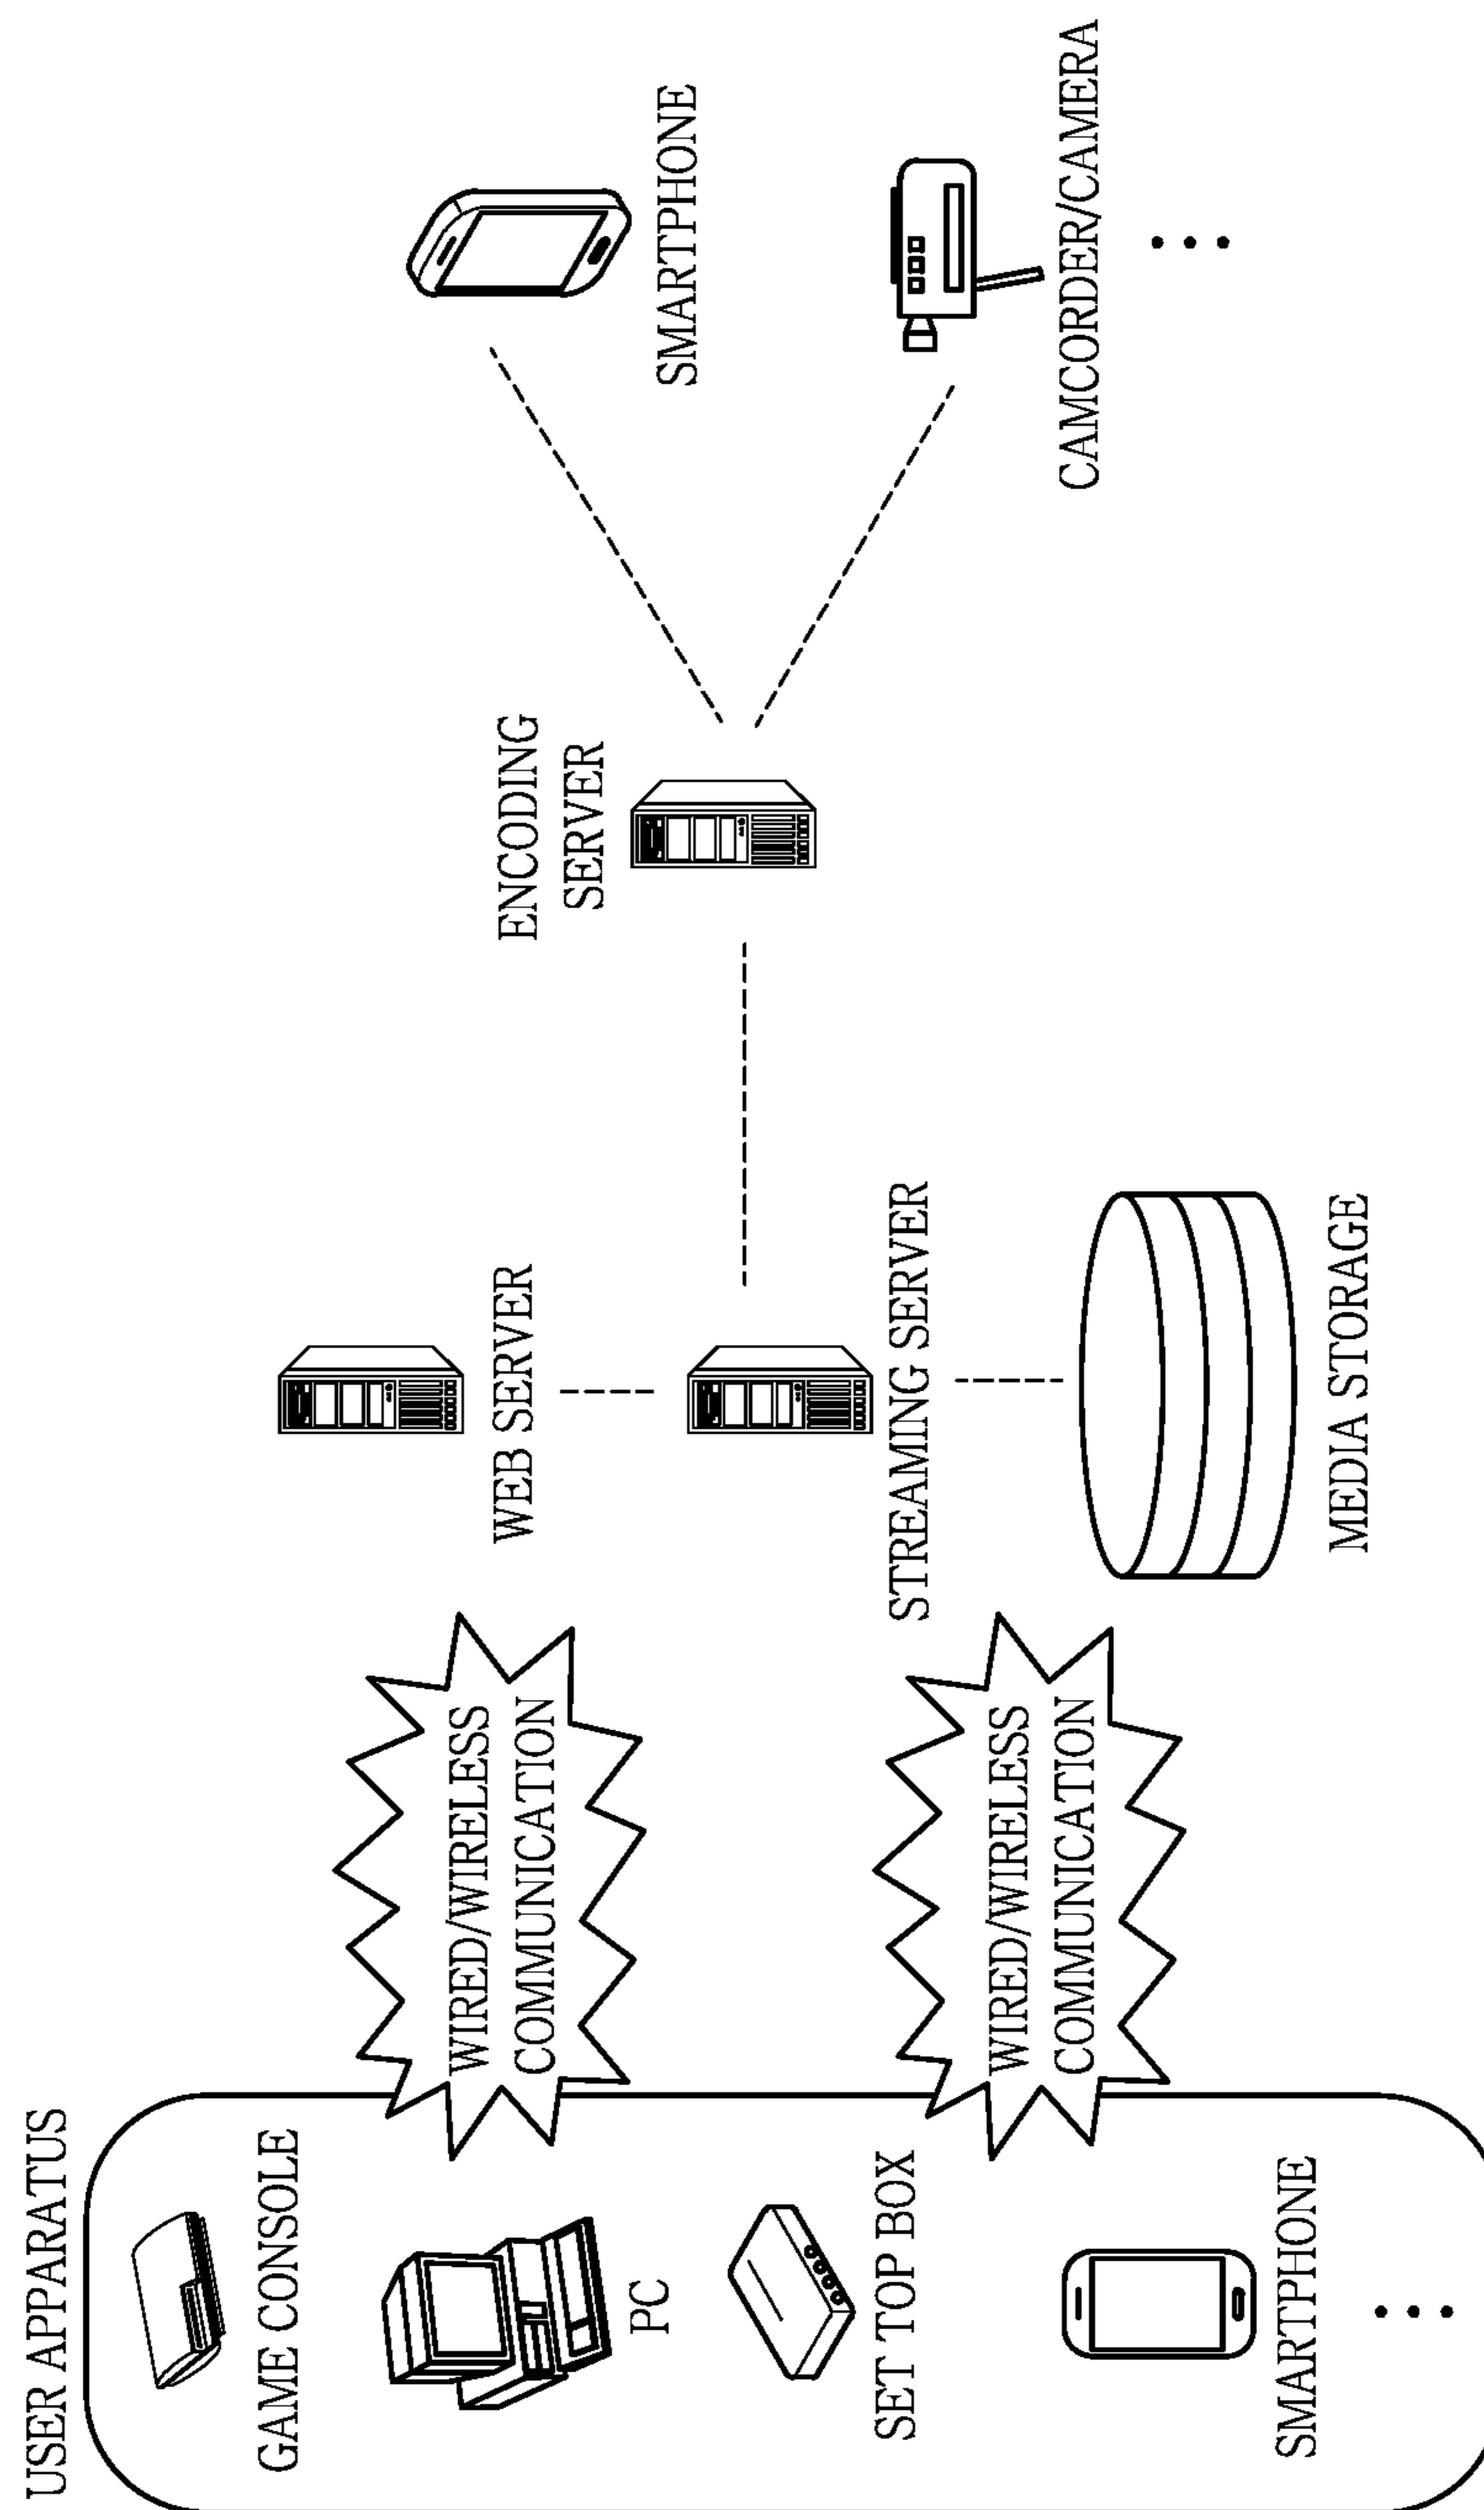 USER APPARATUS
GAME CONSOLE
PC
SET TOP BOX
SMARTPHONE
WIRED/WIRELESS
COMMUNICATION
WIRED/WIRELESS
COMMUNICATION
WEB SERVER
STREAMING SERVER
MEDIA STORAGE
ENCODING
SERVER
SMARTPHONE
CAMCORDER/CAMERA